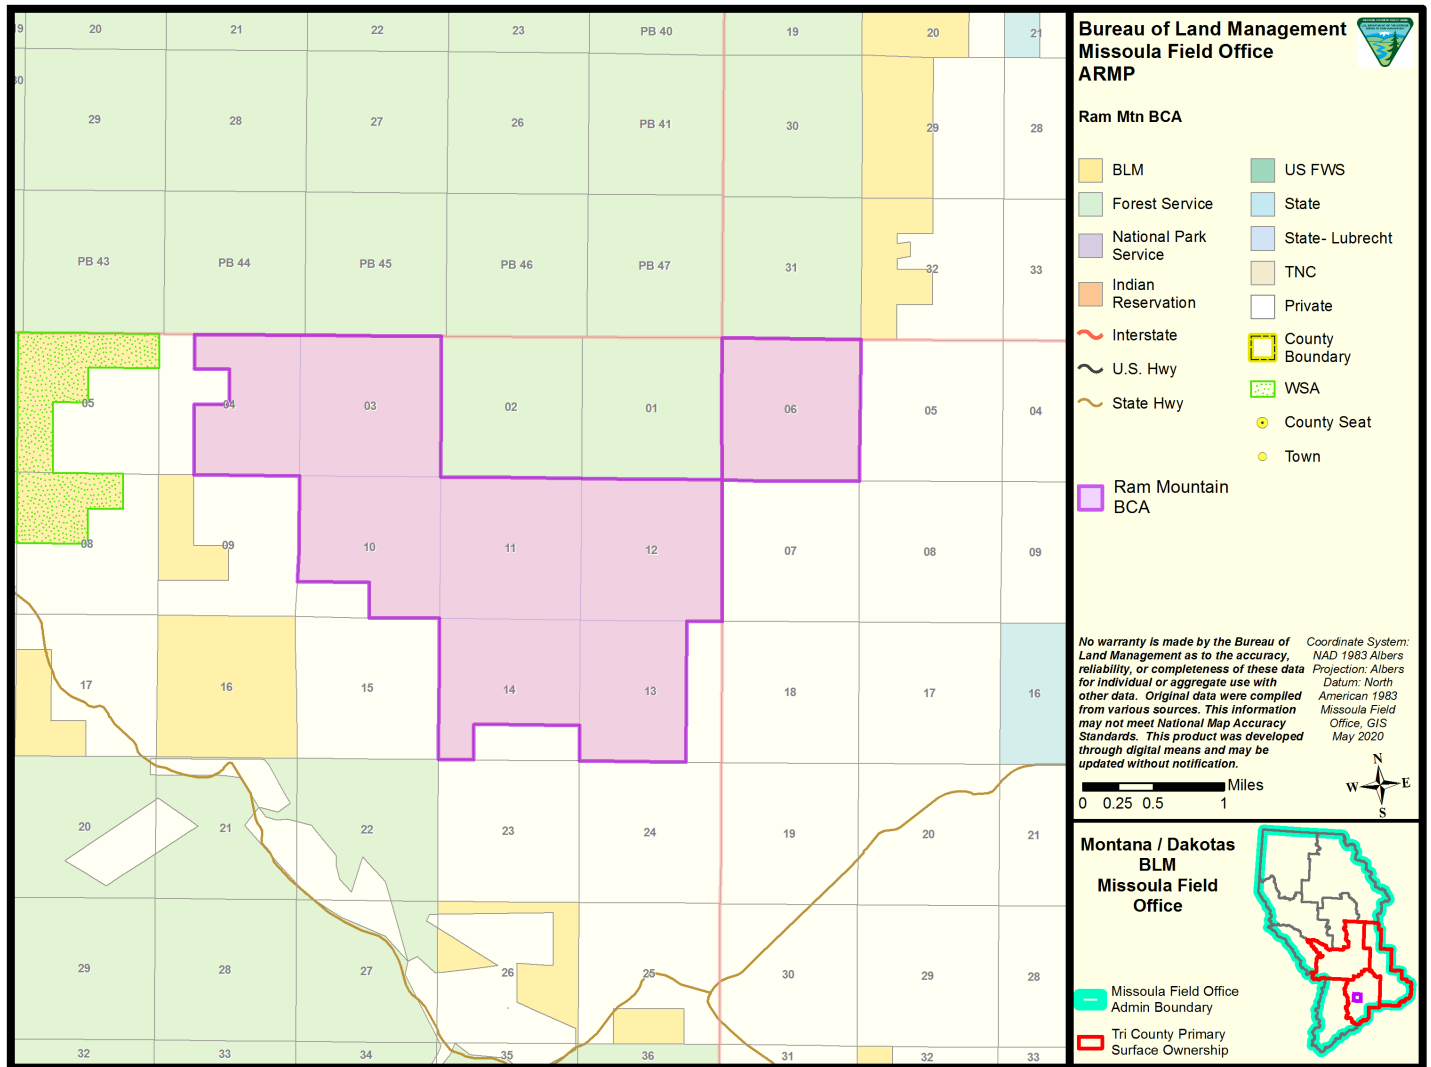 19 20 21 22 23 PB 40 19 20 21
30
29 28 27 26 PB 41 30 29 28
PB 43 PB 44 PB 45 PB 46 PB 47 31 32 33
05 04 03 02 01 06 05 04
08 09 10 11 12 07 08 09
17 16 15 14 13 18 17 16
20 21 22 23 24 19 20 21
29 28 27 26 25 30 29 28
32 33 34 35 36 31 32 33
Bureau of Land Management
Missoula Field Office
ARMP
Ram Mtn BCA
BLM
Forest Service
National Park
Service
Indian
Reservation
Interstate
U.S. Hwy
State Hwy
US FWS
State
State- Lubrecht
TNC
Private
County
Boundary
WSA
County Seat
Town
Ram Mountain
BCA
No warranty is made by the Bureau of
Land Management as to the accuracy,
reliability, or completeness of these data
for individual or aggregate use with
other data. Original data were compiled
from various sources. This information
may not meet National Map Accuracy
Standards. This product was developed
through digital means and may be
updated without notification.
Coordinate System:
NAD 1983 Albers
Projection: Albers
Datum: North
American 1983
Missoula Field
Office, GIS
May 2020
Miles
0 0.25 0.5 1
N
W E
S
Montana / Dakotas
BLM
Missoula Field
Office
Missoula Field Office
Admin Boundary
Tri County Primary
Surface Ownership